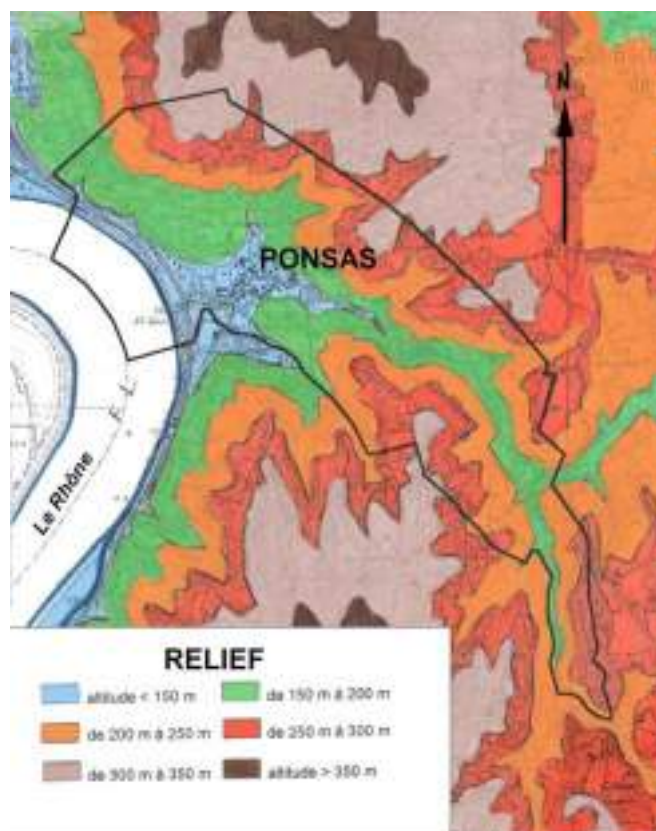 N
PONSAS
Le Rhône
RELIEF
altitude < 150 m
de 150 m à 200 m
de 200 m à 250 m
de 250 m à 300 m
de 300 m à 350 m
altitude > 350 m